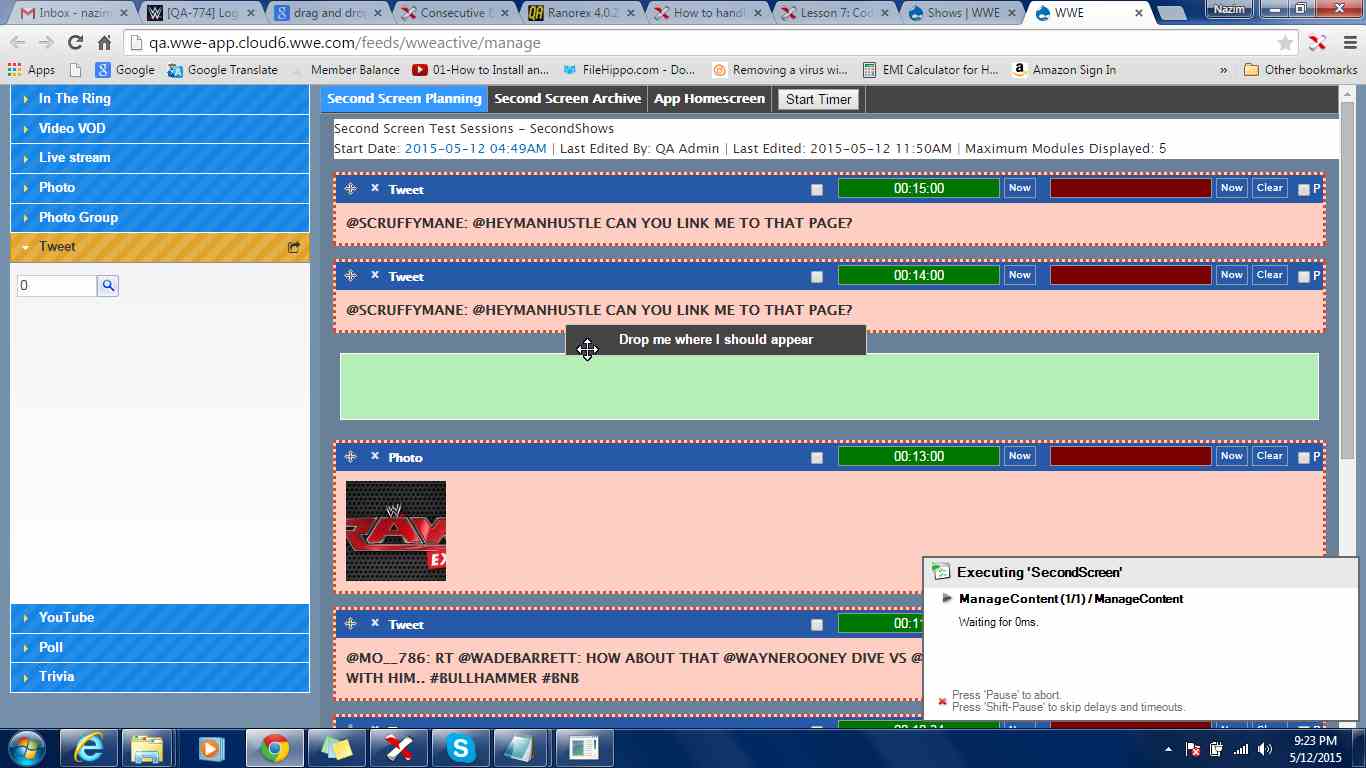 Inbox - nazim
[QA-774] Log
drag and drop
Consecutive
Ranorex 4.0.2
How to handl
Lesson 7: Cod
Shows | WWE
WWE
Nazim
qa.wwe-app.cloud6.wwe.com/feeds/wweactive/manage
Apps
Google
Google Translate
Member Balance
01-How to Install an...
FileHippo.com - Do...
Removing a virus wi...
EMI Calculator for H...
Amazon Sign In
»
Other bookmarks
In The Ring
Video VOD
Live stream
Photo
Photo Group
Tweet
0
YouTube
Poll
Trivia
Second Screen Planning Second Screen Archive App Homescreen Start Timer
Second Screen Test Sessions - SecondShows
Start Date: 2015-05-12 04:49AM | Last Edited By: QA Admin | Last Edited: 2015-05-12 11:50AM | Maximum Modules Displayed: 5
Tweet 00:15:00 Now Now Clear P
@SCRUFFYMANE: @HEYMANHUSTLE CAN YOU LINK ME TO THAT PAGE?
Tweet 00:14:00 Now Now Clear P
@SCRUFFYMANE: @HEYMANHUSTLE CAN YOU LINK ME TO THAT PAGE?
Drop me where I should appear
Photo 00:13:00 Now Now Clear P
RAW
EX
Tweet 00:11
@MO__786: RT @WADEBARRETT: HOW ABOUT THAT @WAYNEROONEY DIVE VS @
WITH HIM.. #BULLHAMMER #BNB
Executing 'SecondScreen'
ManageContent (1/1) / ManageContent
Waiting for 0ms.
Press 'Pause' to abort.
Press 'Shift-Pause' to skip delays and timeouts.
9:23 PM
5/12/2015